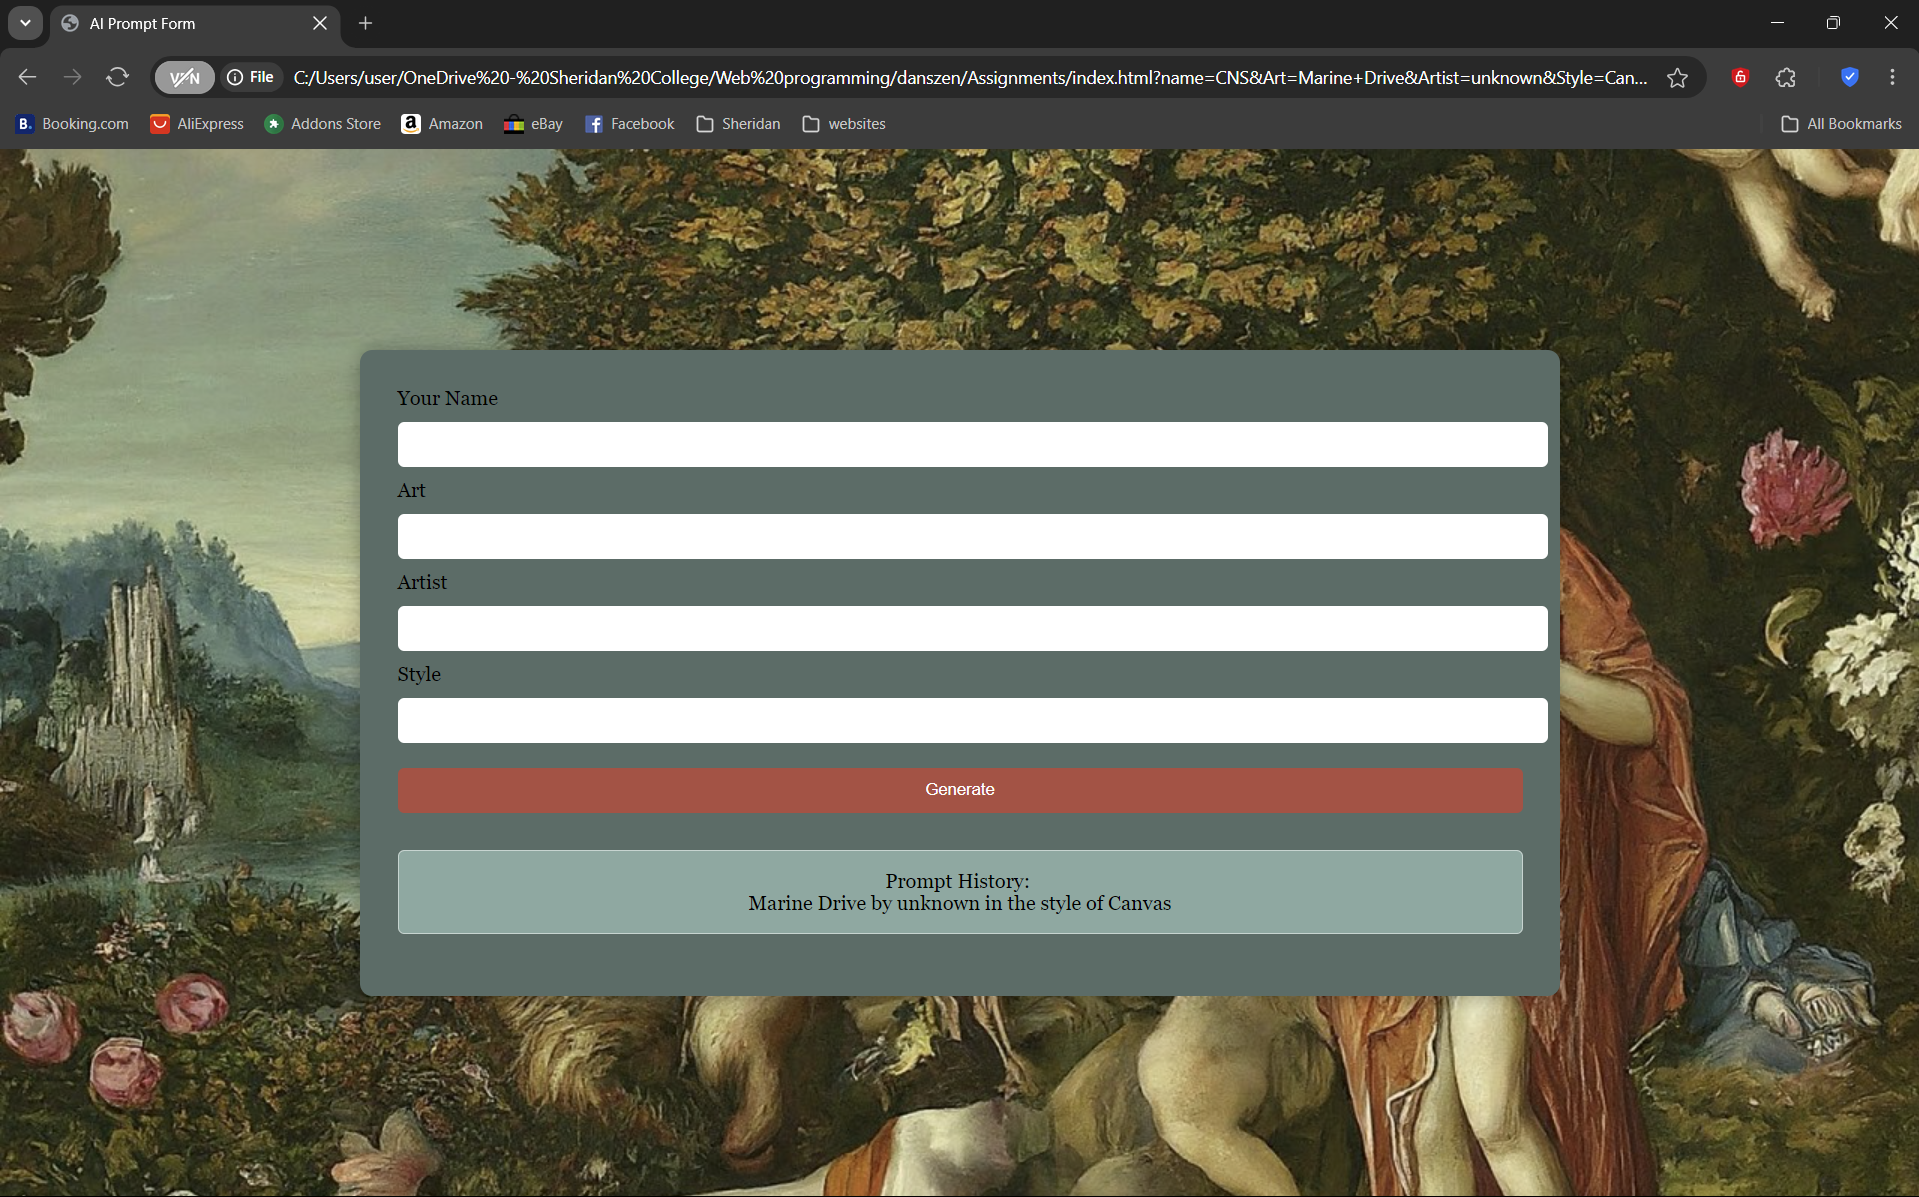 AI Prompt Form
VPN
File
C:/Users/user/OneDrive%20-%20Sheridan%20College/Web%20programming/danszen/Assignments/index.html?name=CNS&Art=Marine+Drive&Artist=unknown&Style=Can...
B. Booking.com
AliExpress
Addons Store
a Amazon
eBay
f Facebook
Sheridan
websites
All Bookmarks
Your Name
Art
Artist
Style
Generate
Prompt History:
Marine Drive by unknown in the style of Canvas